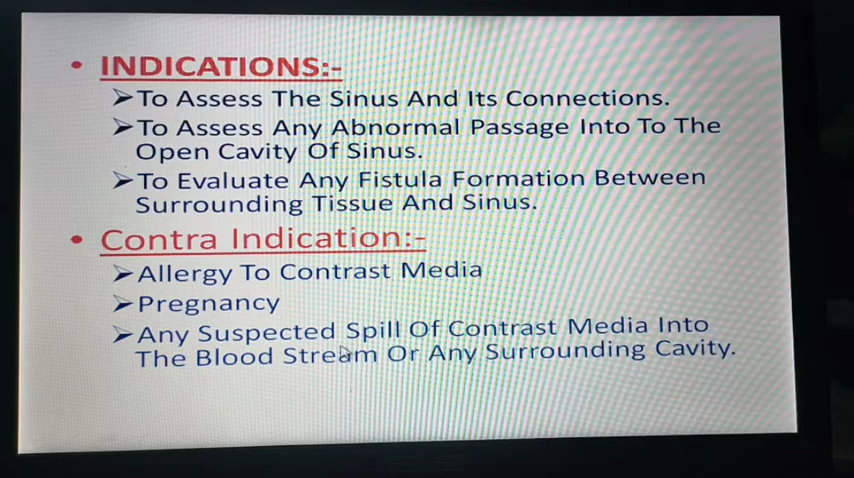 • INDICATIONS:-
➢To Assess The Sinus And Its Connections.
➢To Assess Any Abnormal Passage Into To The
Open Cavity Of Sinus.
➢To Evaluate Any Fistula Formation Between
Surrounding Tissue And Sinus.
• Contra Indication:-
➢Allergy To Contrast Media
➢Pregnancy
➢Any Suspected Spill Of Contrast Media Into
The Blood Stream Or Any Surrounding Cavity.